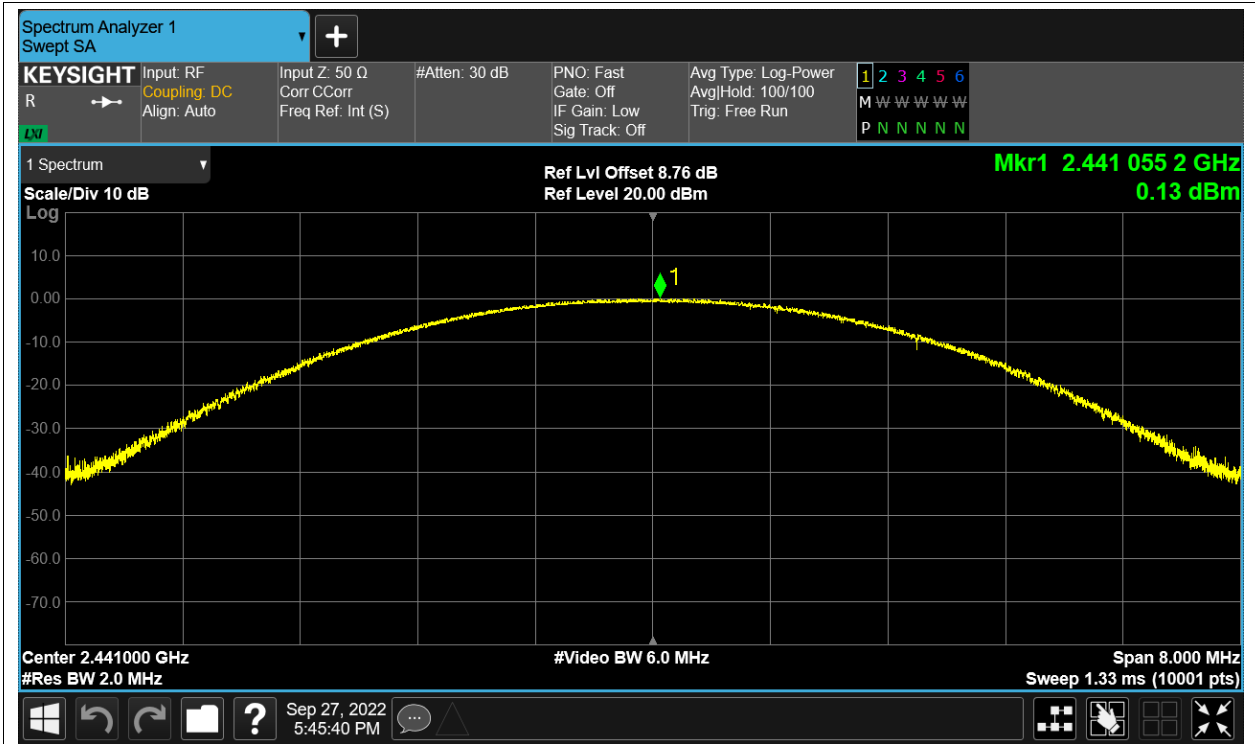 Spectrum Analyzer 1
Swept SA
KEYSIGHT
R
LXI
Input: RF
Coupling: DC
Align: Auto
Input Z: 50 Ω
Corr CCorr
Freq Ref: Int (S)
#Atten: 30 dB
PNO: Fast
Gate: Off
IF Gain: Low
Sig Track: Off
Avg Type: Log-Power
Avg|Hold: 100/100
Trig: Free Run
1 2 3 4 5 6
M W W W W W
P N N N N N
1 Spectrum
Scale/Div 10 dB
Log
Ref Lvl Offset 8.76 dB
Ref Level 20.00 dBm
Mkr1 2.441 055 2 GHz
0.13 dBm
1
10.0
0.00
-10.0
-20.0
-30.0
-40.0
-50.0
-60.0
-70.0
Center 2.441000 GHz
#Res BW 2.0 MHz
#Video BW 6.0 MHz
Span 8.000 MHz
Sweep 1.33 ms (10001 pts)
?
Sep 27, 2022
5:45:40 PM